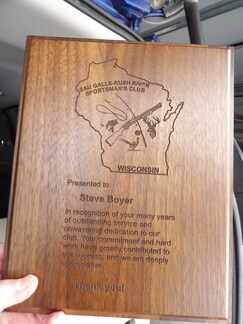 EAU GALLE-RUSH RIVER
SPORTSMAN'S CLUB
WISCONSIN
Presented to
Steve Boyer
in recognition of your many years
of outstanding service and
unwavering dedication to our
club. Your commitment and hard
work have greatly contributed to
our success, and we are deeply
appreciative.
Thank you!